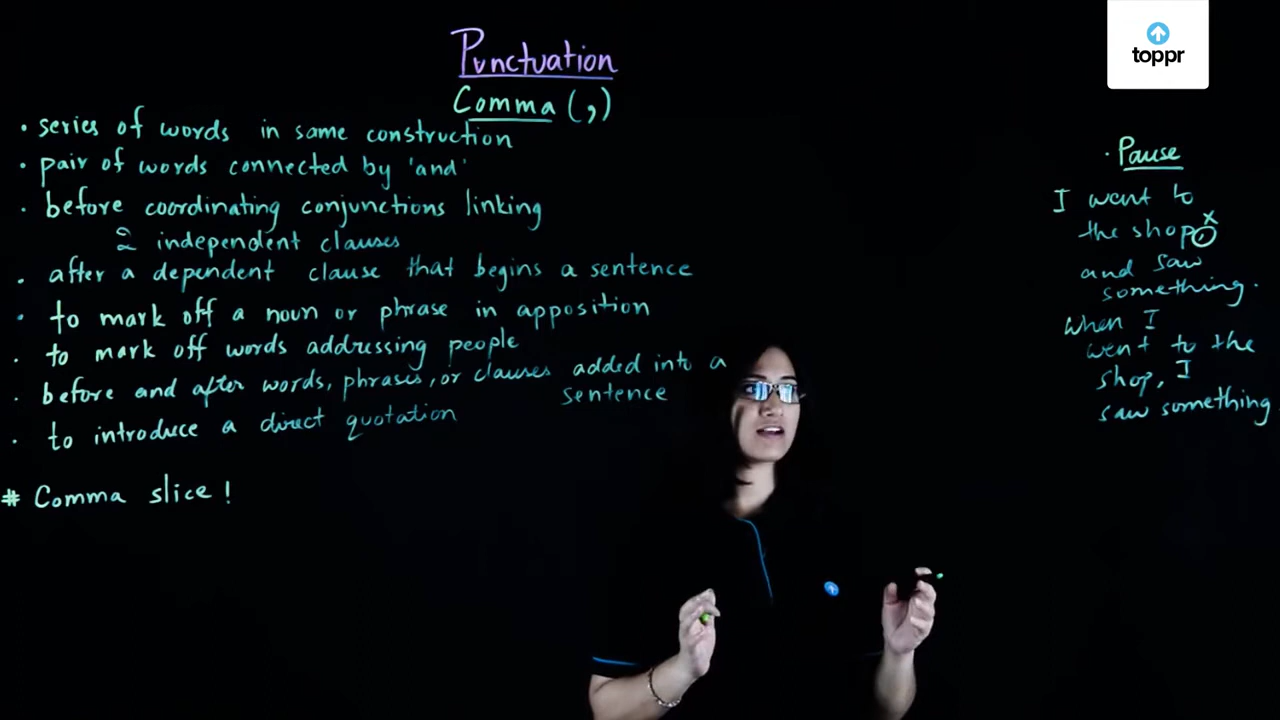 Punctuation
Comma (,)
• series of words in same construction
• pair of words connected by 'and'
• before coordinating conjunctions linking
2 independent clauses
• after a dependent clause that begins a sentence
• to mark off a noun or phrase in apposition
• to mark off words addressing people
• before and after words, phrases, or clauses added into a
sentence
• to introduce a direct quotation
# Comma slice!
toppr
• Pause
I want to
the shop, x
and saw
something.
when I
went to the
shop, I
saw something